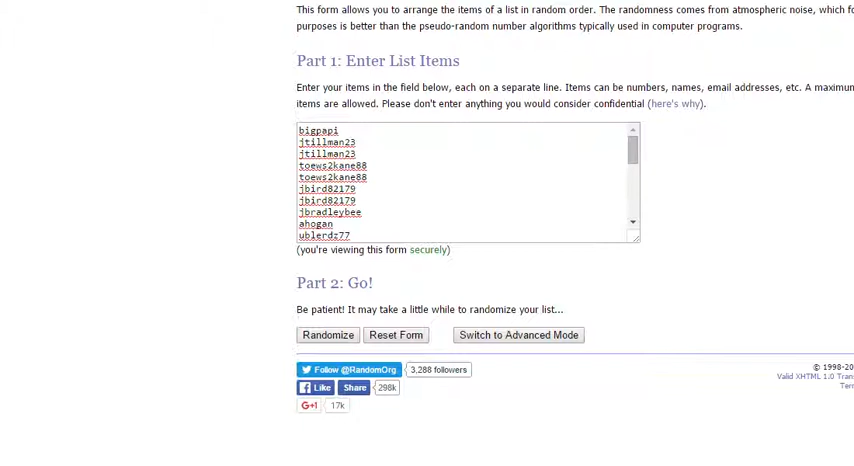 This form allows you to arrange the items of a list in random order. The randomness comes from atmospheric noise, which
purposes is better than the pseudo-random number algorithms typically used in computer programs.
Part 1: Enter List Items
Enter your items in the field below, each on a separate line. Items can be numbers, names, email addresses, etc. A maximum
items are allowed. Please don't enter anything you would consider confidential (here's why).
bigpapi
jtillman23
jtillman23
toews2kane88
toews2kane88
jbird82179
jbird82179
jbradleybee
ahogan
ublerdz77
(you're viewing this form securely)
Part 2: Go!
Be patient! It may take a little while to randomize your list...
Randomize Reset Form Switch to Advanced Mode
© 1998-20
Follow @RandomOrg 3,288 followers
Valid XHTML 1.0 Tran
Like Share 298k
Ter
G+1 17k